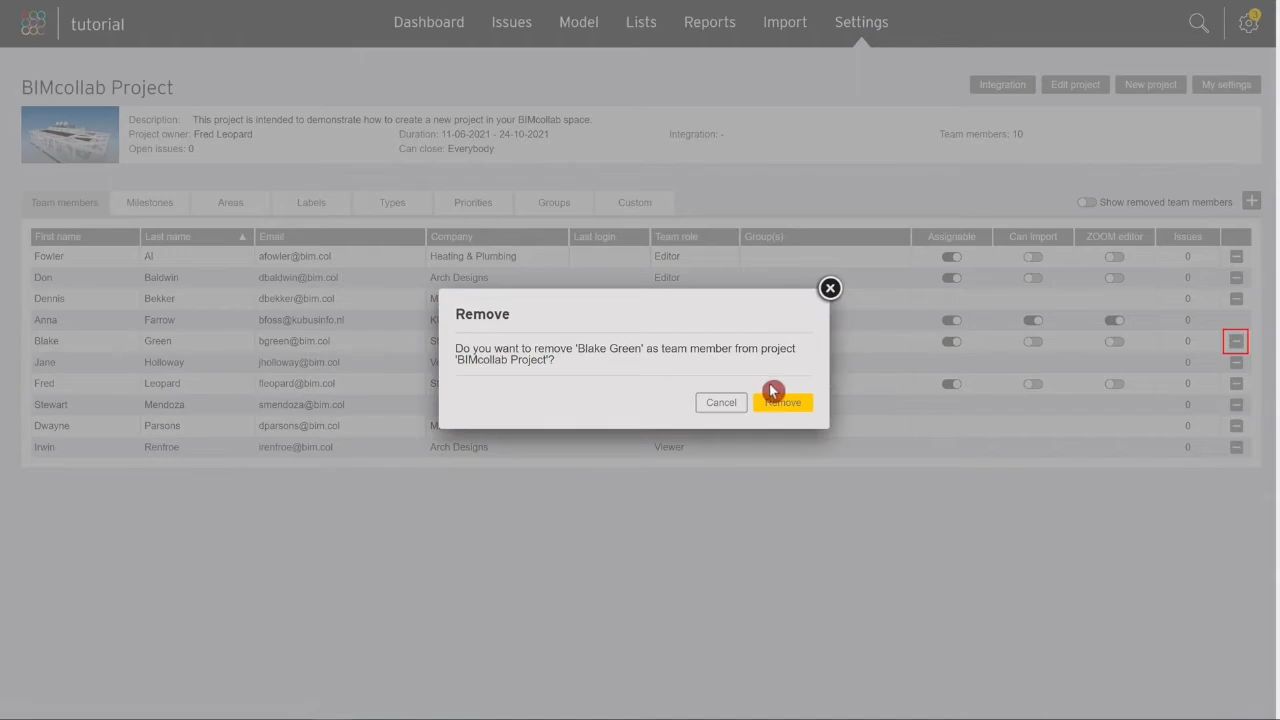 tutorial
Dashboard Issues Model Lists Reports Import Settings
3
BIMcollab Project
Integration Edit project New project My settings
Description: This project is intended to demonstrate how to create a new project in your BIMcollab space.
Project owner: Fred Leopard Duration: 11-06-2021 - 24-10-2021 Integration: - Team members: 10
Open issues: 0 Can close: Everybody
Team members Milestones Areas Labels Types Priorities Groups Custom Show removed team members
First name Last name Email Company Last login Team role Group(s) Assignable Can import ZOOM editor Issues
Fowler Al afowler@bim.col Heating & Plumbing Editor 0
Don Baldwin dbaldwin@bim.col Arch Designs Editor 0
Dennis Bekker dbekker@bim.col 0
Anna Farrow bfoss@kubusinfo.nl 0
Blake Green bgreen@bim.col 0
Jane Holloway jholloway@bim.col 0
Fred Leopard fleopard@bim.col 0
Stewart Mendoza smendoza@bim.col 0
Dwayne Parsons dparsons@bim.col 0
Irwin Renfroe irenfroe@bim.col Arch Designs Viewer 0
Remove
Do you want to remove 'Blake Green' as team member from project
'BIMcollab Project'?
Cancel Remove